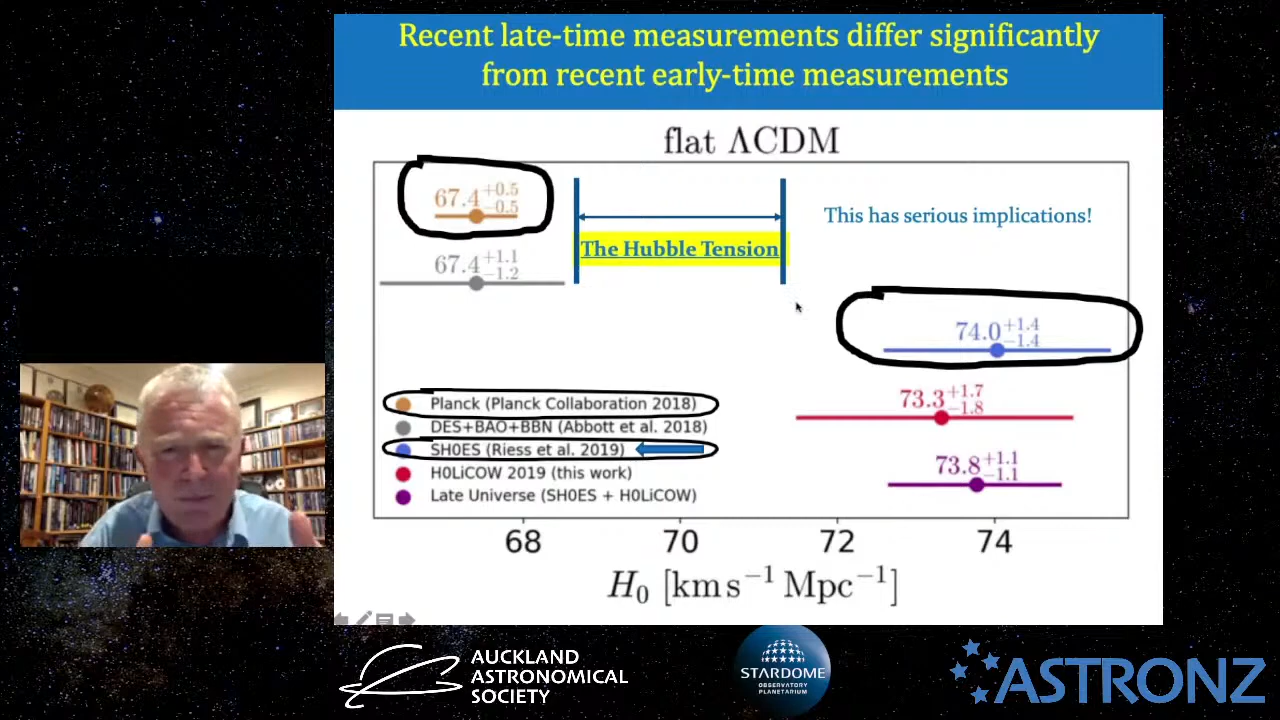 Recent late-time measurements differ significantly
from recent early-time measurements
flat ΛCDM
67.4 +0.5 −0.5
This has serious implications!
The Hubble Tension
67.4 +1.1 −1.2
74.0 +1.4 −1.4
73.3 +1.7 −1.8
73.8 +1.1 −1.1
Planck (Planck Collaboration 2018)
DES+BAO+BBN (Abbott et al. 2018)
SH0ES (Riess et al. 2019)
H0LiCOW 2019 (this work)
Late Universe (SH0ES + H0LiCOW)
68 70 72 74
H₀ [km s⁻¹ Mpc⁻¹]
AUCKLAND
ASTRONOMICAL
SOCIETY
STARDOME
OBSERVATORY
PLANETARIUM
ASTRONZ